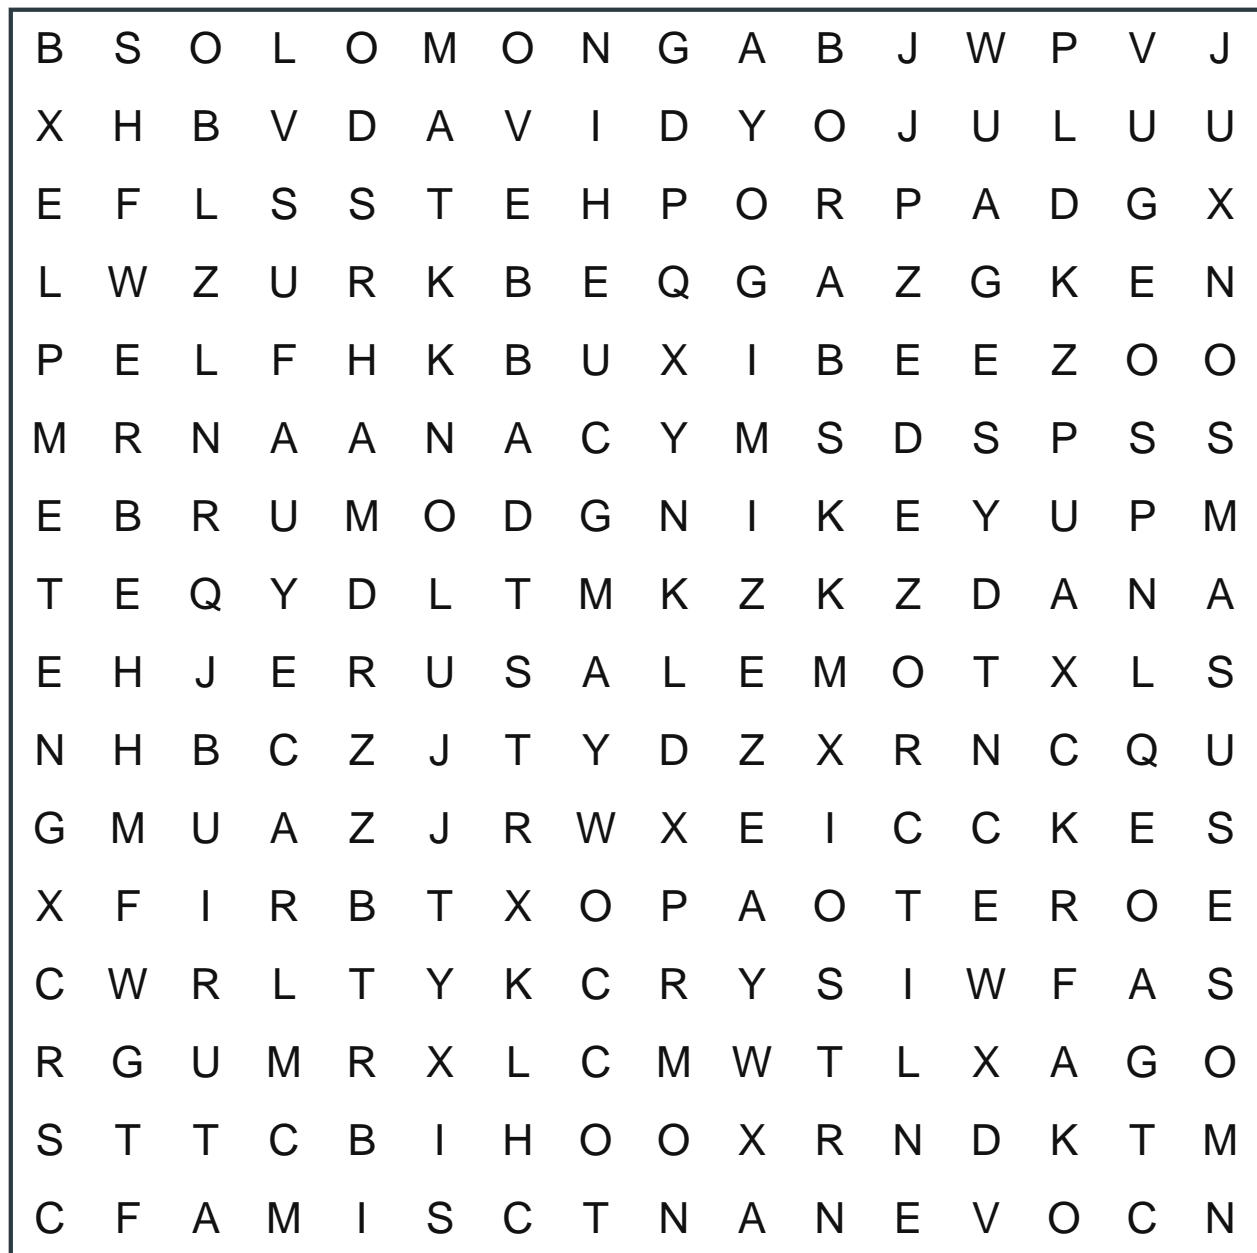 B S O L O M O N G A B J W P V J
X H B V D A V I D Y O J U L U U
E F L S S T E H P O R P A D G X
L W Z U R K B E Q G A Z G K E N
P E L F H K B U X I B E E Z O O
M R N A A N A C Y M S D S P S S
E B R U M O D G N I K E Y U P M
T E Q Y D L T M K Z K Z D A N A
E H J E R U S A L E M O T X L S
N H B C Z J T Y D Z X R N C Q U
G M U A Z J R W X E I C C K E S
X F I R B T X O P A O T E R O E
C W R L T Y K C R Y S I W F A S
R G U M R X L C M W T L X A G O
S T T C B I H O O X R N D K T M
C F A M I S C T N A N E V O C N